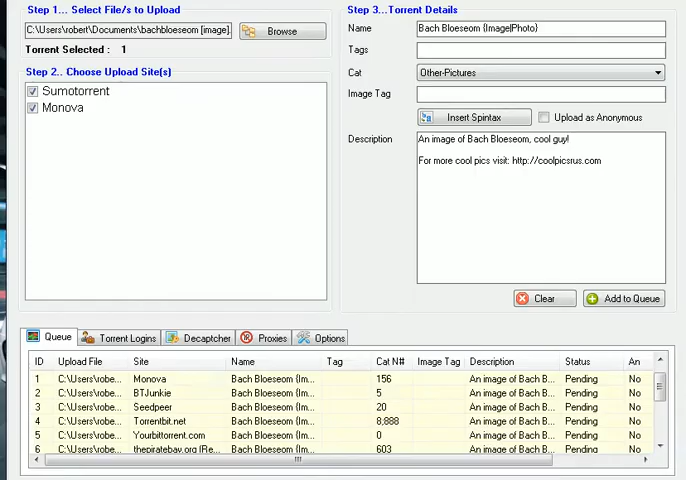 Step 1... Select File/s to Upload
C:\Users\robert\Documents\bachbloeseom [image].
Browse
Torrent Selected : 1
Step 2.. Choose Upload Site(s)
Sumotorrent
Monova
Step 3...Torrent Details
Name
Bach Bloeseom {Image|Photo}
Tags
Cat
Other-Pictures
Image Tag
Insert Spintax
Upload as Anonymous
Description
An image of Bach Bloeseom, cool guy!
For more cool pics visit: http://coolpicsrus.com
Clear
Add to Queue
Queue
Torrent Logins
Decaptcher
Proxies
Options
ID Upload File Site Name Tag Cat N# Image Tag Description Status An
1 C:\Users\robe... Monova Bach Bloeseom {Im... 156 An image of Bach B... Pending No
2 C:\Users\robe... BTJunkie Bach Bloeseom {Im... 5 An image of Bach B... Pending No
3 C:\Users\robe... Seedpeer Bach Bloeseom {Im... 20 An image of Bach B... Pending No
4 C:\Users\robe... Torrentbit.net Bach Bloeseom {Im... 8;888 An image of Bach B... Pending No
5 C:\Users\robe... Yourbittorrent.com Bach Bloeseom {Im... 0 An image of Bach B... Pending No
6 C:\Users\robe... thepiratebay.org (Re... Bach Bloeseom {Im... 603 An image of Bach B... Pending No